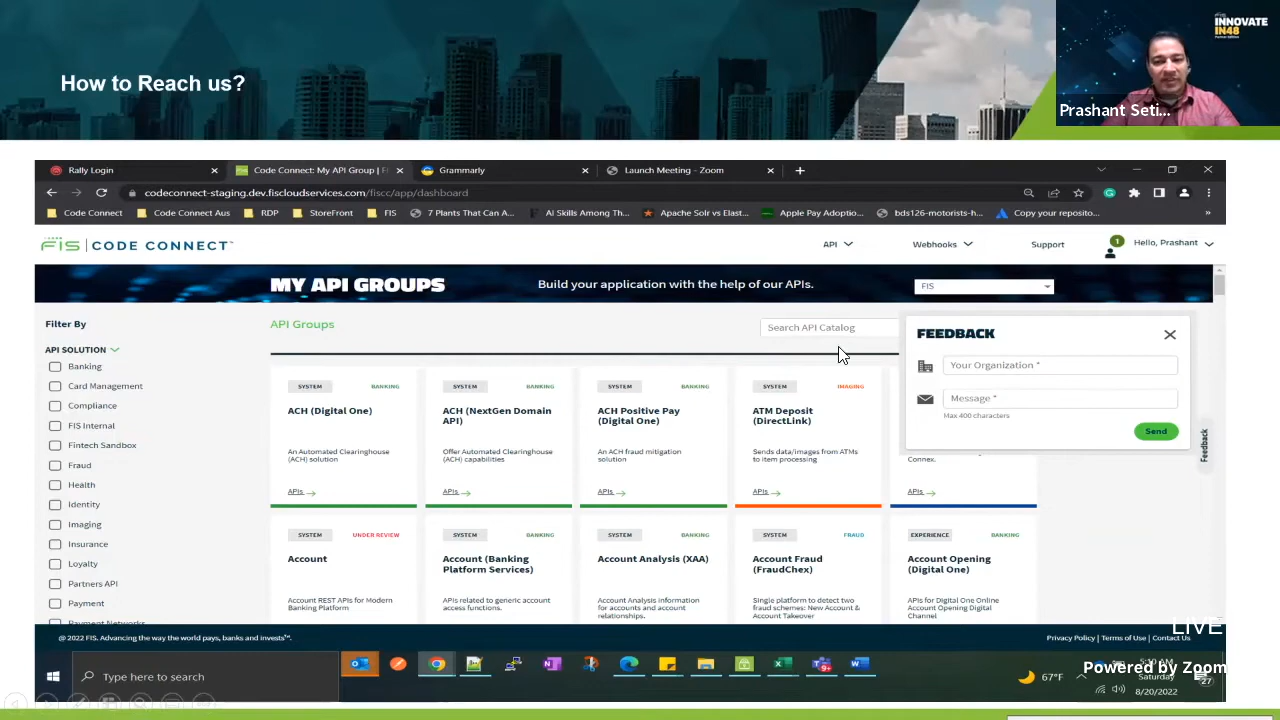 How to Reach us?
FIS
INNOVATE
IN48
Partner Edition
Prashant Seti...
Rally Login
Code Connect: My API Group | F
Grammarly
Launch Meeting - Zoom
codeconnect-staging.dev.fiscloudservices.com/fiscc/app/dashboard
Code Connect
Code Connect Aus
RDP
StoreFront
FIS
7 Plants That Can A...
AI Skills Among Th...
Apache Solr vs Elast...
Apple Pay Adoptio...
bds126-motorists-h...
Copy your reposito...
»
FIS | CODE CONNECT™
API
Webhooks
Support
1
Hello, Prashant
MY API GROUPS
Build your application with the help of our APIs.
FIS
Filter By
API SOLUTION
Banking
Card Management
Compliance
FIS Internal
Fintech Sandbox
Fraud
Health
Identity
Imaging
Insurance
Loyalty
Partners API
Payment
Payment Networks
API Groups
Search API Catalog
FEEDBACK
Your Organization *
Message *
Max 400 characters
Send
Feedback
SYSTEM
BANKING
ACH (Digital One)
An Automated Clearinghouse
(ACH) solution
APIs
SYSTEM
BANKING
ACH (NextGen Domain
API)
Offer Automated Clearinghouse
(ACH) capabilities
APIs
SYSTEM
BANKING
ACH Positive Pay
(Digital One)
An ACH fraud mitigation
solution
APIs
SYSTEM
IMAGING
ATM Deposit
(DirectLink)
Sends data/images from ATMs
to item processing
APIs
Connex.
APIs
SYSTEM
UNDER REVIEW
Account
Account REST APIs for Modern
Banking Platform
SYSTEM
BANKING
Account (Banking
Platform Services)
APIs related to generic account
access functions.
SYSTEM
BANKING
Account Analysis (XAA)
Account Analysis information
for accounts and account
relationships.
SYSTEM
FRAUD
Account Fraud
(FraudChex)
Single platform to detect two
fraud schemes: New Account &
Account Takeover
EXPERIENCE
BANKING
Account Opening
(Digital One)
APIs for Digital One Online
Account Opening Digital
Channel
@ 2022 FIS. Advancing the way the world pays, banks and invests™.
Privacy Policy | Terms of Use | Contact Us
LIVE
Type here to search
67°F
Saturday
8/20/2022
27
Powered by Zoom